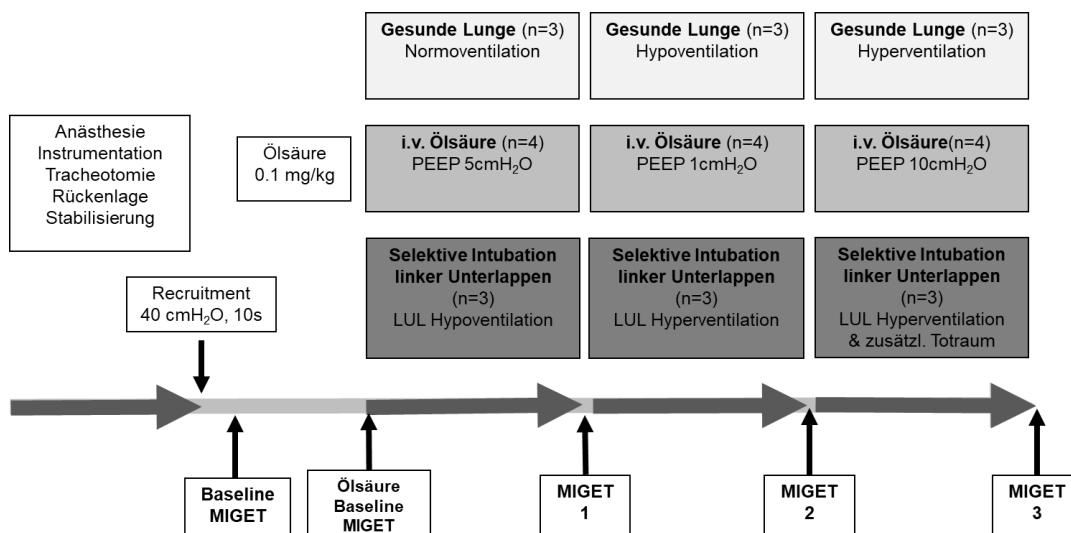 Gesunde Lunge (n=3)
Normoventilation
Gesunde Lunge (n=3)
Hypoventilation
Gesunde Lunge (n=3)
Hyperventilation
Anästhesie
Instrumentation
Tracheotomie
Rückenlage
Stabilisierung
Ölsäure
0.1 mg/kg
i.v. Ölsäure (n=4)
PEEP 5cmH₂O
i.v. Ölsäure (n=4)
PEEP 1cmH₂O
i.v. Ölsäure(n=4)
PEEP 10cmH₂O
Selektive Intubation
linker Unterlappen
(n=3)
LUL Hypoventilation
Selektive Intubation
linker Unterlappen
(n=3)
LUL Hyperventilation
Selektive Intubation
linker Unterlappen
(n=3)
LUL Hyperventilation
& zusätzl. Totraum
Recruitment
40 cmH₂O, 10s
Baseline
MIGET
Ölsäure
Baseline
MIGET
MIGET
1
MIGET
2
MIGET
3